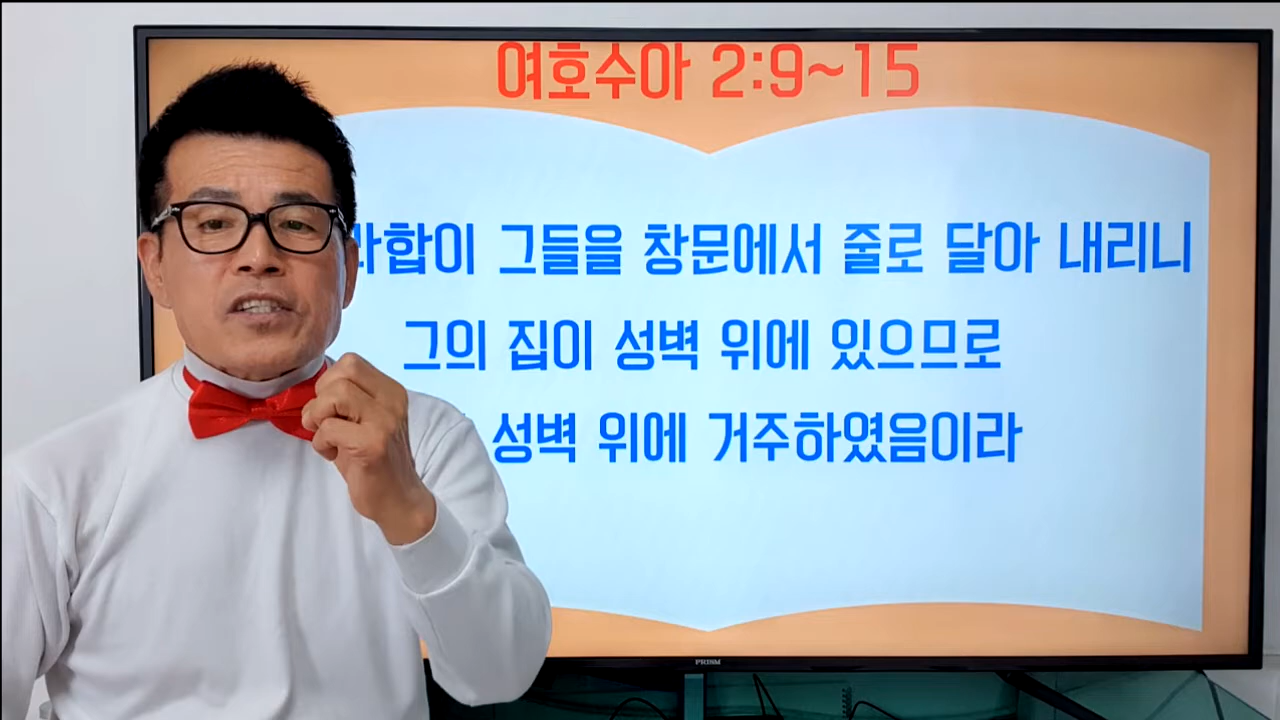 여호수아 2:9~15
그들을 창문에서 줄로 달아 내리니
그의 집이 성벽 위에 있으므로
성벽 위에 거주하였음이라
PRISM